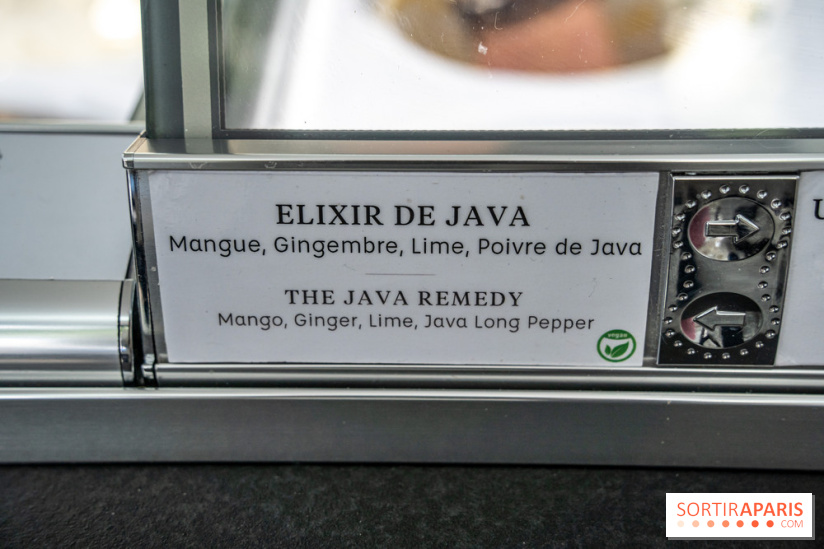 ELIXIR DE JAVA
Mangue, Gingembre, Lime, Poivre de Java
THE JAVA REMEDY
Mango, Ginger, Lime, Java Long Pepper
vegan
SORTIRAPARIS
.COM